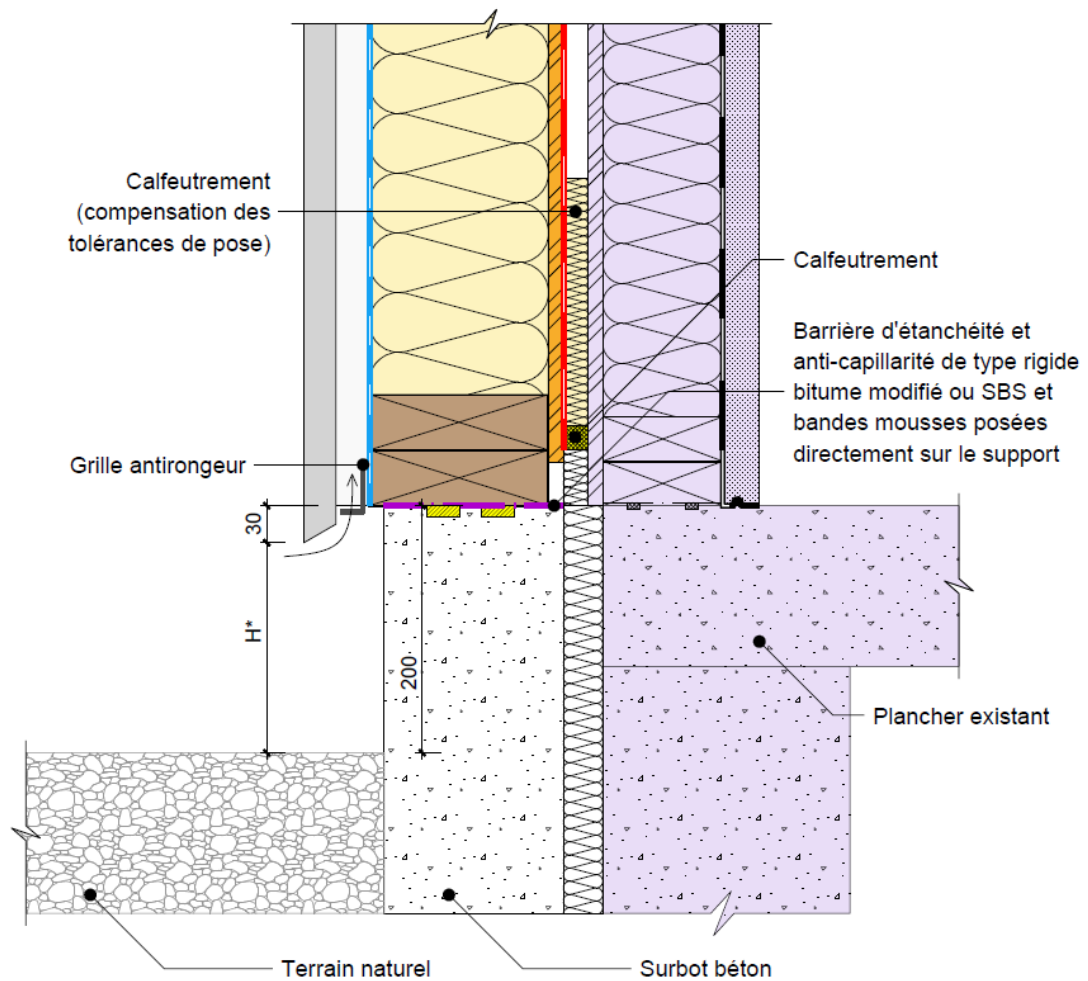 Calfeutrement
(compensation des
tolérances de pose)
Calfeutrement
Barrière d'étanchéité et
anti-capillarité de type rigide
bitume modifié ou SBS et
bandes mousses posées
directement sur le support
Grille antirongeur
30
H*
200
Plancher existant
Terrain naturel
Surbot béton